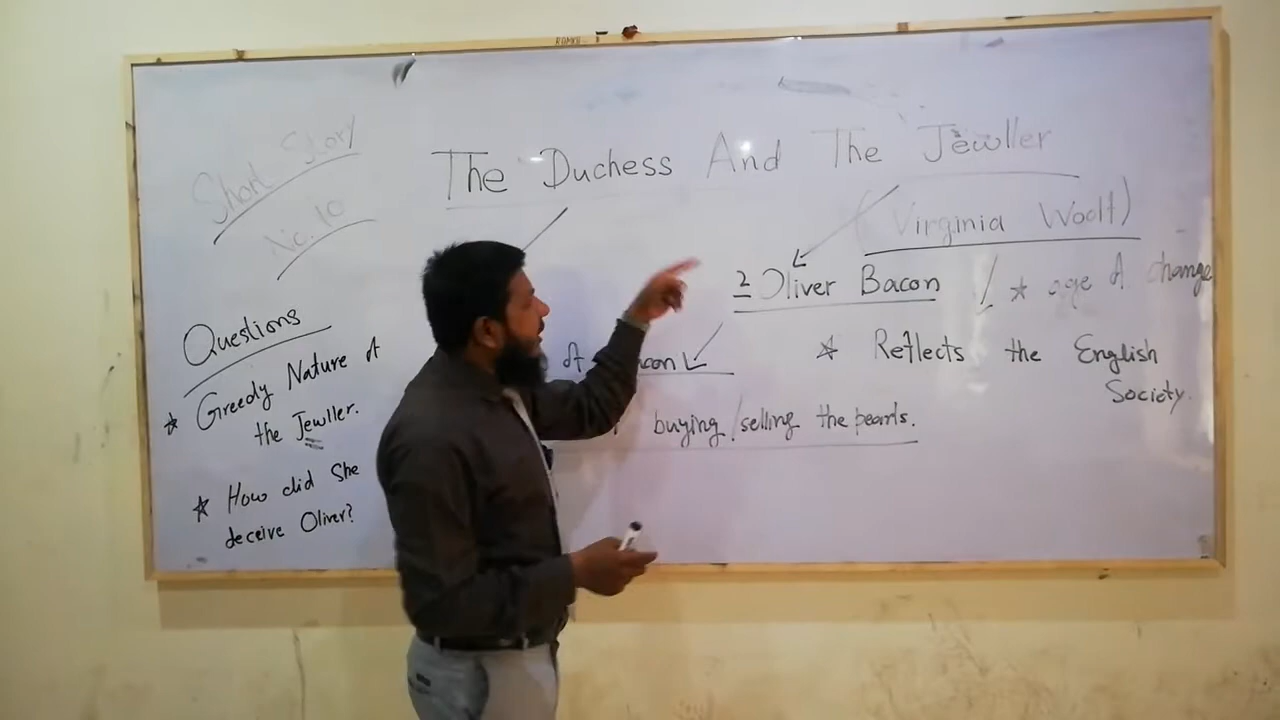 Short Story
No. 10
The Duchess And The Jewller
(Virginia Woolf)
2 Oliver Bacon / * age of change
* Reflects the English
Society.
of
buying/selling the pearls.
Questions
* Greedy Nature of
the Jewller.
* How did She
deceive Oliver?